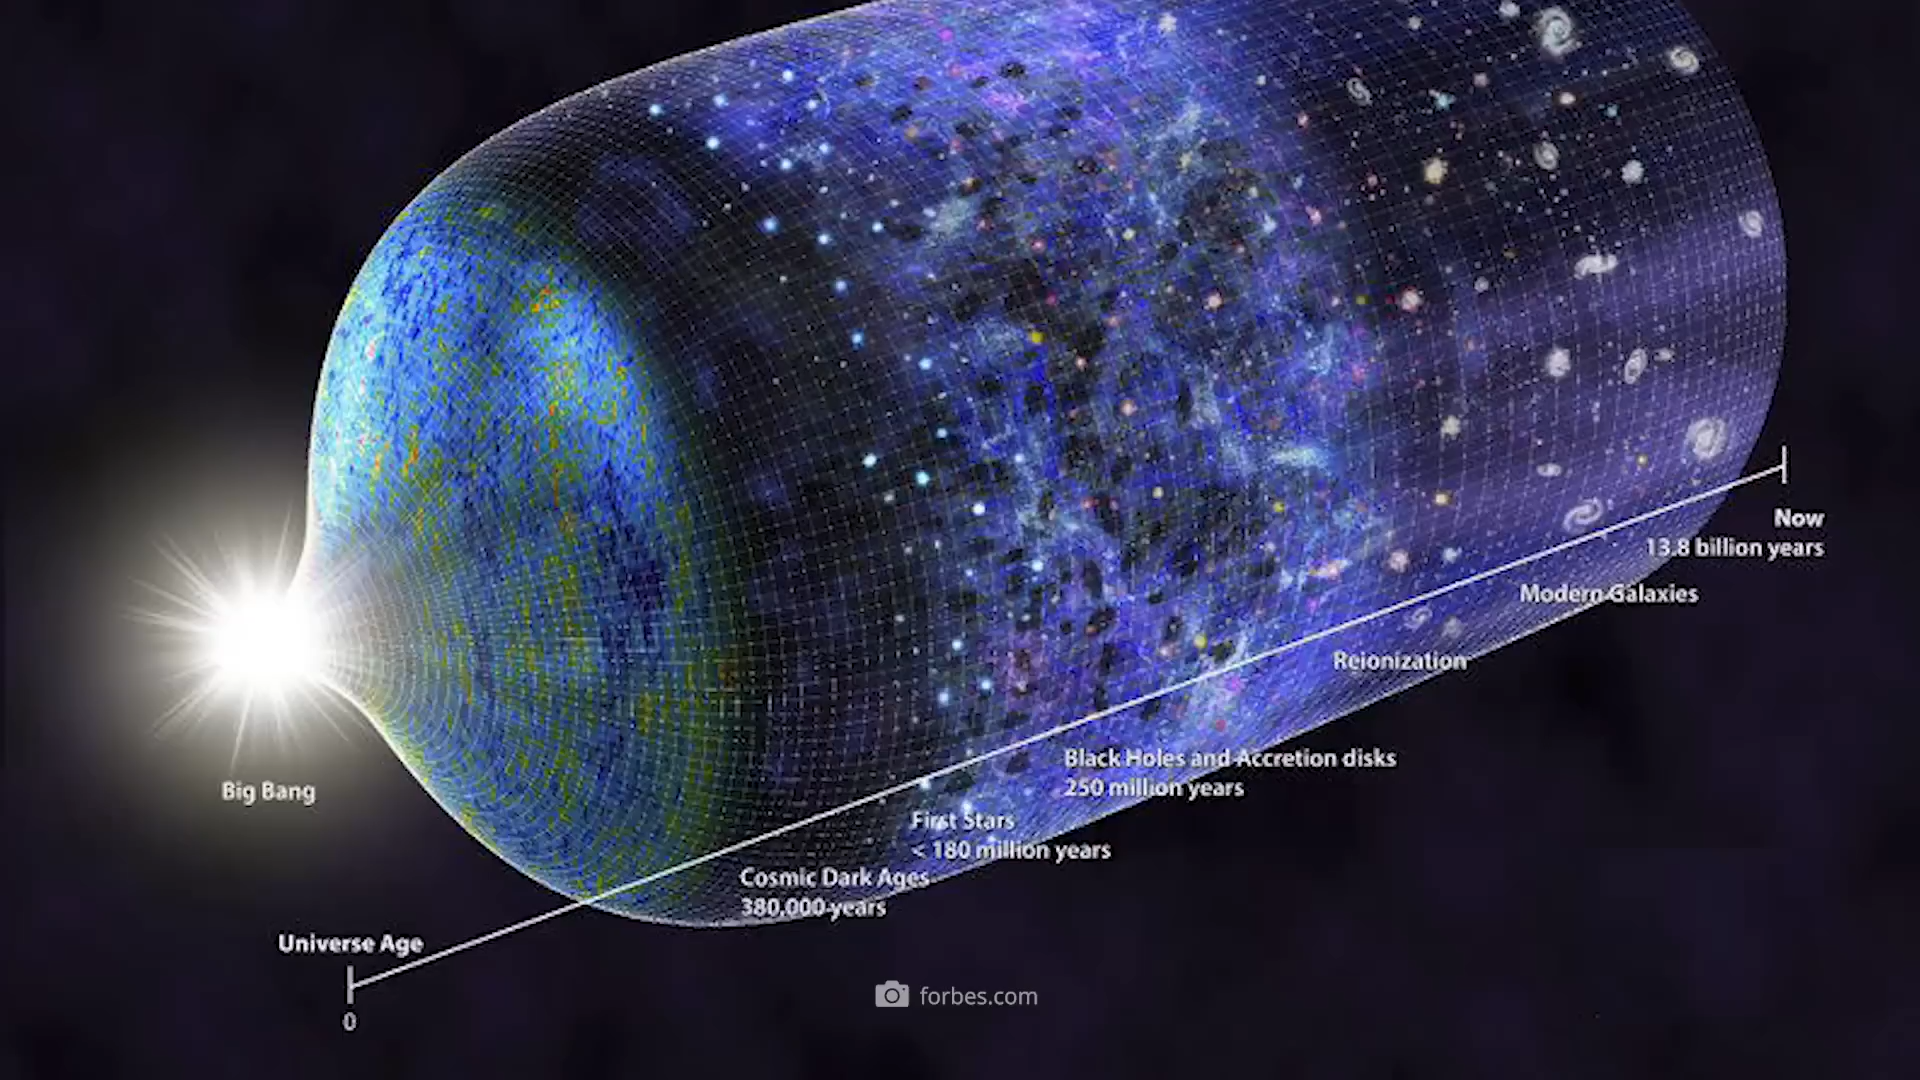 Now
13.8 billion years
Modern Galaxies
Reionization
Black Holes and Accretion disks
250 million years
First Stars
< 180 million years
Cosmic Dark Ages
380,000 years
Big Bang
Universe Age
0
forbes.com